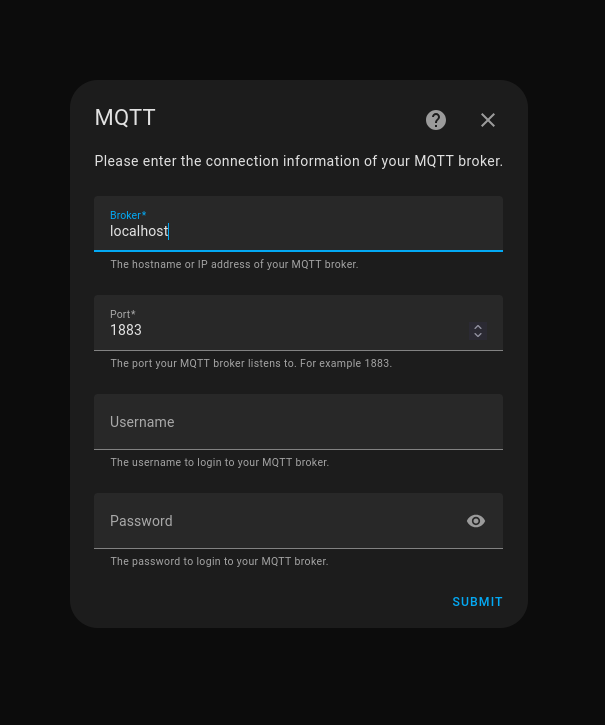 MQTT
Please enter the connection information of your MQTT broker.
Broker*
localhost
The hostname or IP address of your MQTT broker.
Port*
1883
The port your MQTT broker listens to. For example 1883.
Username
The username to login to your MQTT broker.
Password
The password to login to your MQTT broker.
SUBMIT